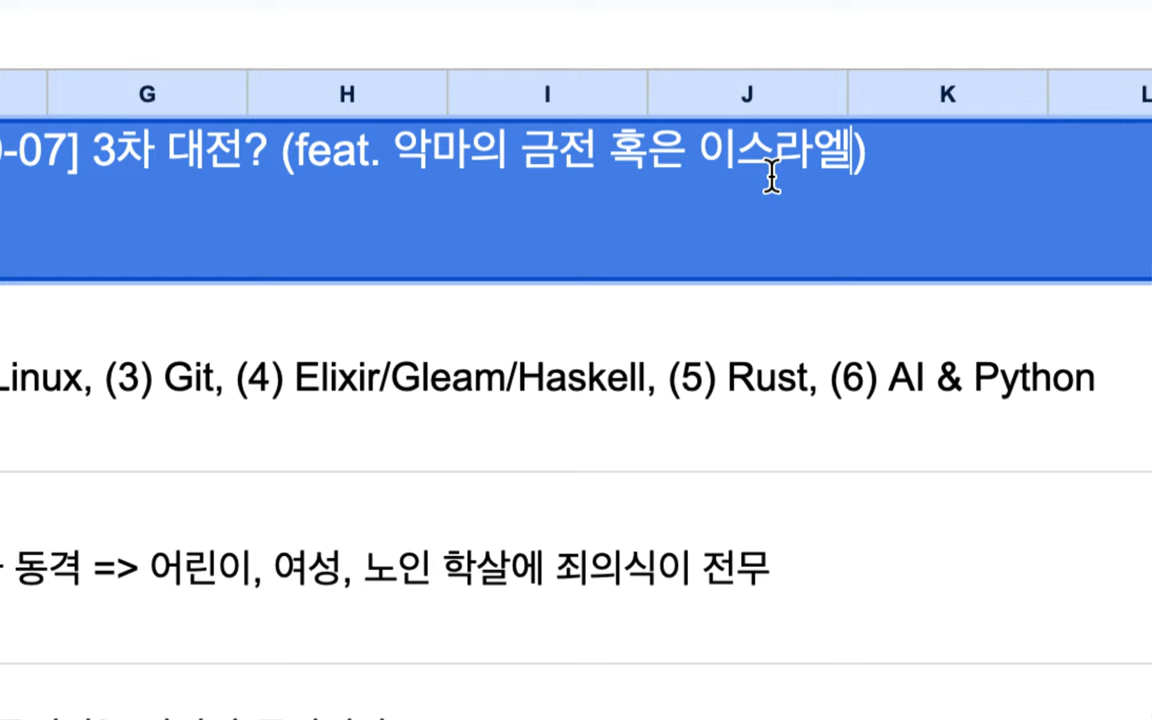 G H I J K L
-07] 3차 대전? (feat. 악마의 금전 혹은 이스라엘)
Linux, (3) Git, (4) Elixir/Gleam/Haskell, (5) Rust, (6) AI & Python
동격 => 어린이, 여성, 노인 학살에 죄의식이 전무